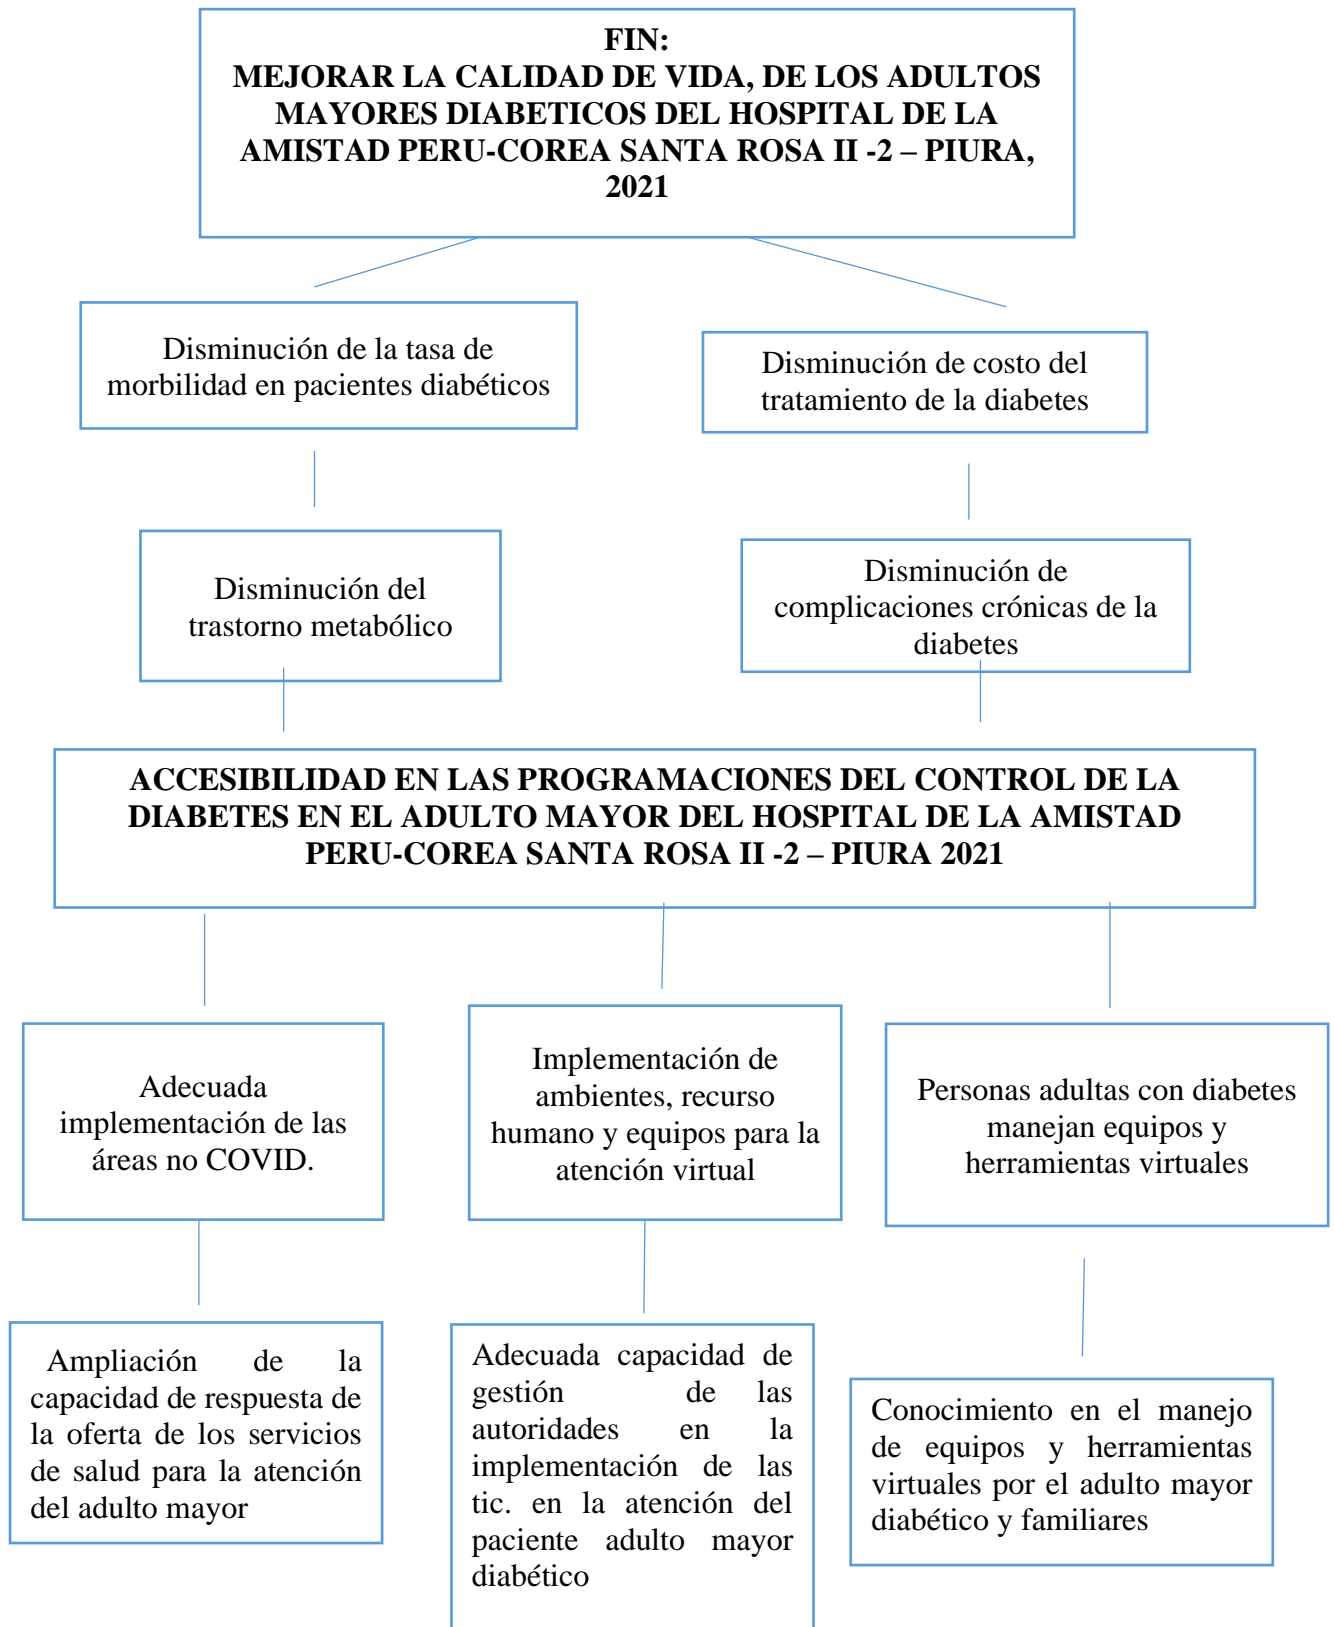 FIN:
MEJORAR LA CALIDAD DE VIDA, DE LOS ADULTOS
MAYORES DIABETICOS DEL HOSPITAL DE LA
AMISTAD PERU-COREA SANTA ROSA II -2 – PIURA,
2021
Disminución de la tasa de
morbilidad en pacientes diabéticos
Disminución de costo del
tratamiento de la diabetes
Disminución del
trastorno metabólico
Disminución de
complicaciones crónicas de la
diabetes
ACCESIBILIDAD EN LAS PROGRAMACIONES DEL CONTROL DE LA
DIABETES EN EL ADULTO MAYOR DEL HOSPITAL DE LA AMISTAD
PERU-COREA SANTA ROSA II -2 – PIURA 2021
Adecuada
implementación de las
áreas no COVID.
Implementación de
ambientes, recurso
humano y equipos para la
atención virtual
Personas adultas con diabetes
manejan equipos y
herramientas virtuales
Ampliación de la
capacidad de respuesta de
la oferta de los servicios
de salud para la atención
del adulto mayor
Adecuada capacidad de
gestión de las
autoridades en la
implementación de las
tic. en la atención del
paciente adulto mayor
diabético
Conocimiento en el manejo
de equipos y herramientas
virtuales por el adulto mayor
diabético y familiares